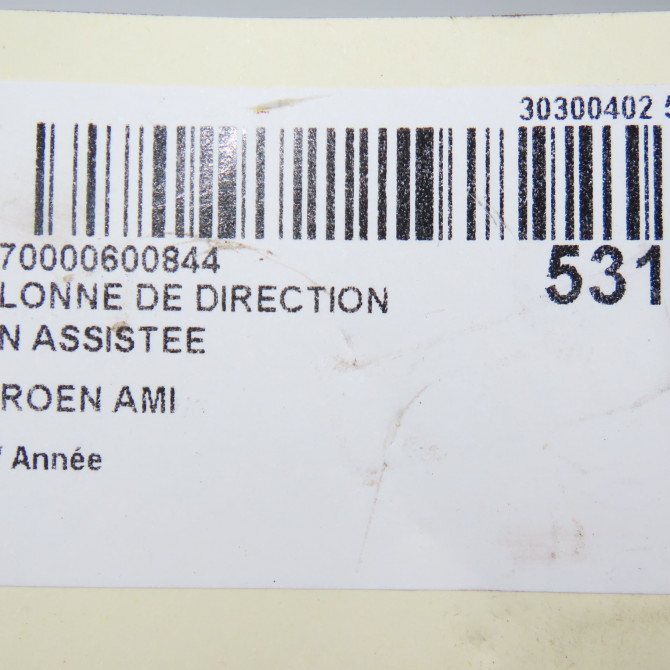 30300402 5
70000600844
531
LONNE DE DIRECTION
N ASSISTEE
ROEN AMI
Année